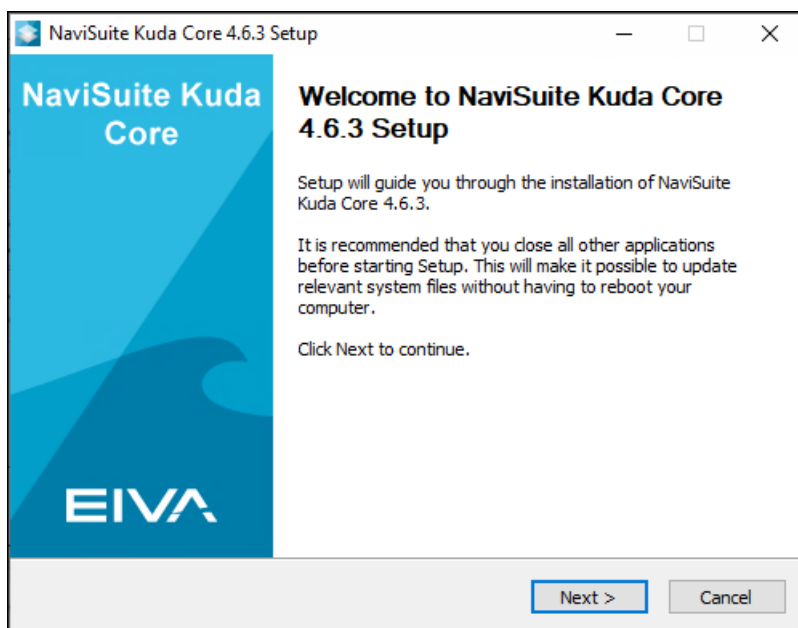 NaviSuite Kuda Core 4.6.3 Setup
NaviSuite Kuda
Core
Welcome to NaviSuite Kuda Core
4.6.3 Setup
Setup will guide you through the installation of NaviSuite
Kuda Core 4.6.3.
It is recommended that you close all other applications
before starting Setup. This will make it possible to update
relevant system files without having to reboot your
computer.
Click Next to continue.
EIVA
Next >
Cancel